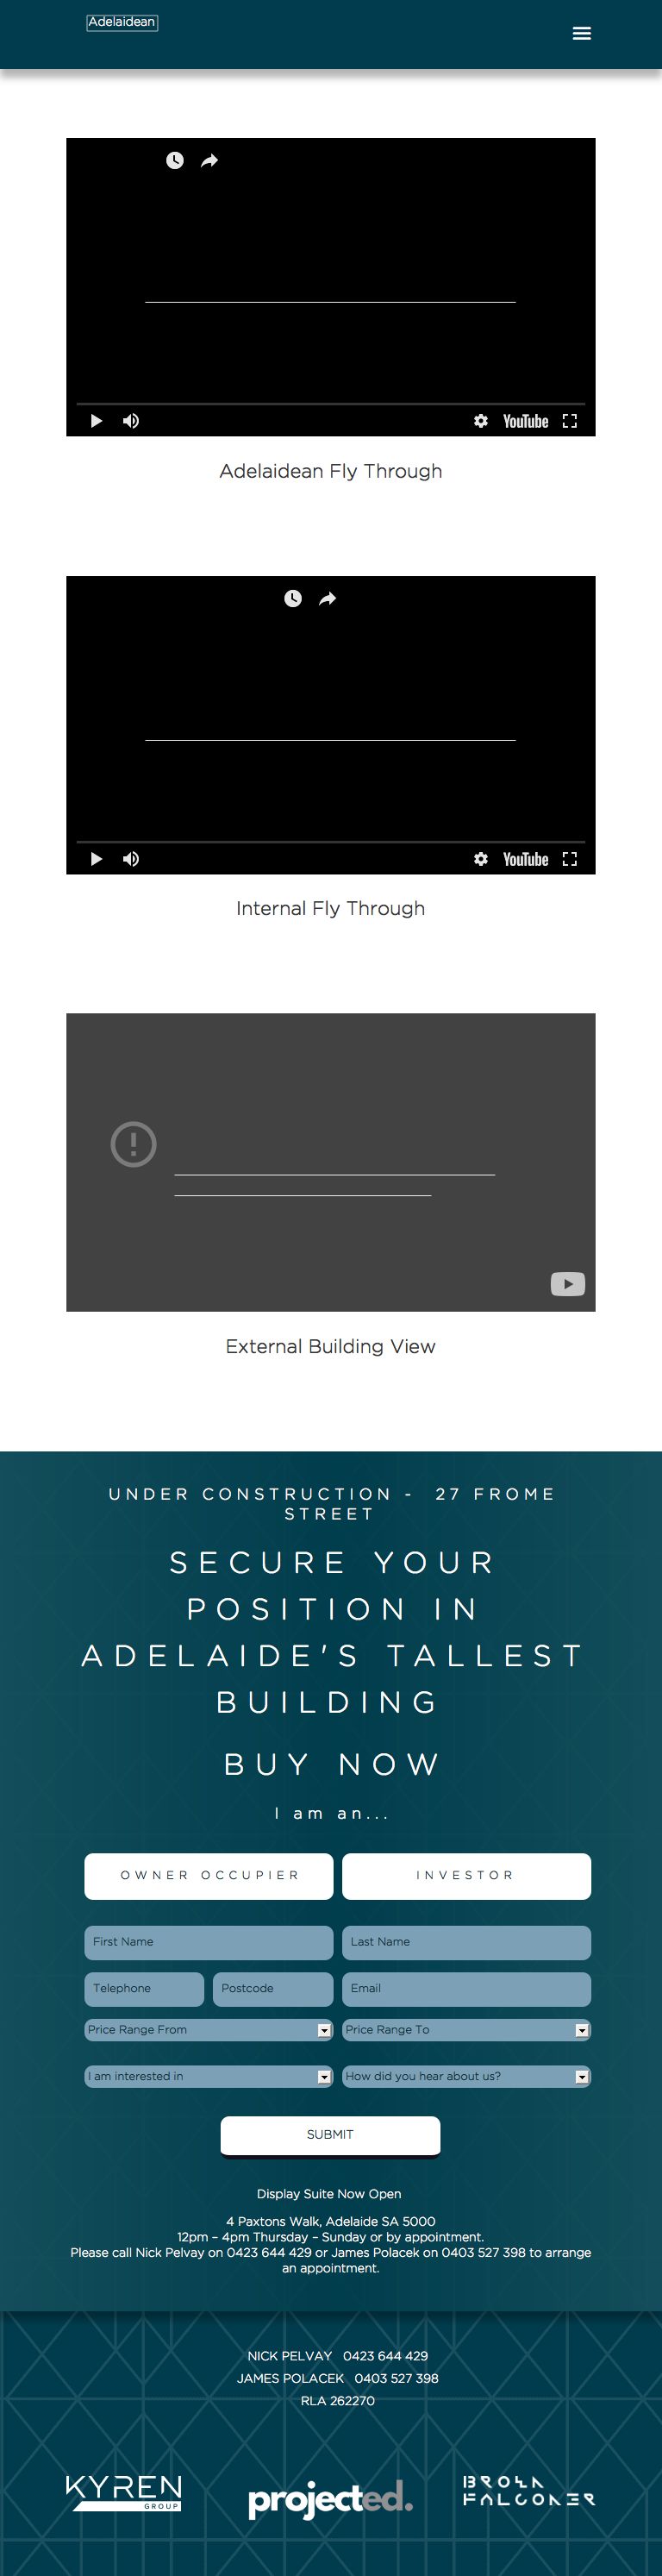 Adelaidean
YouTube
Adelaidean Fly Through
YouTube
Internal Fly Through
External Building View
UNDER CONSTRUCTION - 27 FROME
STREET
SECURE YOUR
POSITION IN
ADELAIDE'S TALLEST
BUILDING
BUY NOW
I am an...
OWNER OCCUPIER
INVESTOR
First Name
Last Name
Telephone
Postcode
Email
Price Range From
Price Range To
I am interested in
How did you hear about us?
SUBMIT
Display Suite Now Open
4 Paxtons Walk, Adelaide SA 5000
12pm – 4pm Thursday – Sunday or by appointment.
Please call Nick Pelvay on 0423 644 429 or James Polacek on 0403 527 398 to arrange
an appointment.
NICK PELVAY 0423 644 429
JAMES POLACEK 0403 527 398
RLA 262270
KYREN
GROUP
projected.
BROCK
FALCONER